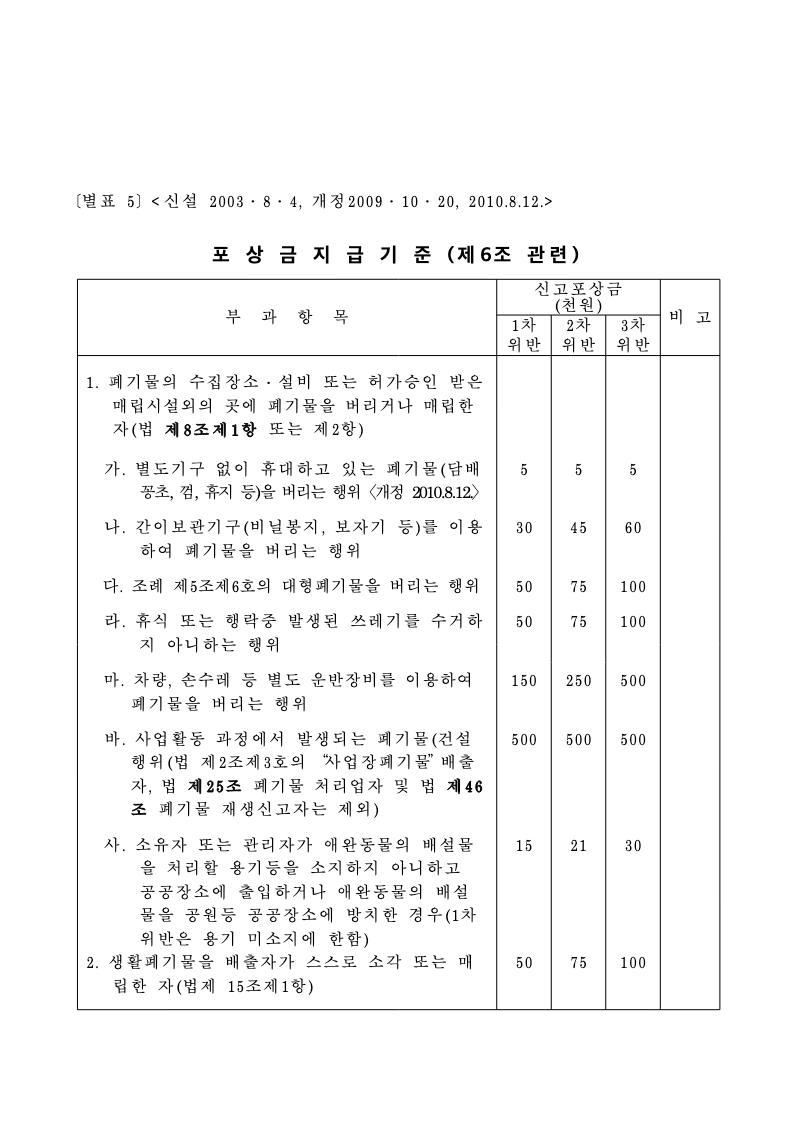 〔별표 5〕 <신설 2003·8·4, 개정2009·10·20, 2010.8.12.>
포 상 금 지 급 기 준 (제6조 관련)
부 과 항 목
신고포상금
(천원)
비 고
1차 위반
2차 위반
3차 위반
1. 폐기물의 수집장소·설비 또는 허가승인 받은
매립시설외의 곳에 폐기물을 버리거나 매립한
자(법 제8조제1항 또는 제2항)
가. 별도기구 없이 휴대하고 있는 폐기물(담배 5 5 5
꽁초, 껌, 휴지 등)을 버리는 행위〈개정 2010.8.12.〉
나. 간이보관기구(비닐봉지, 보자기 등)를 이용 30 45 60
하여 폐기물을 버리는 행위
다. 조례 제5조제6호의 대형폐기물을 버리는 행위 50 75 100
라. 휴식 또는 행락중 발생된 쓰레기를 수거하 50 75 100
지 아니하는 행위
마. 차량, 손수레 등 별도 운반장비를 이용하여 150 250 500
폐기물을 버리는 행위
바. 사업활동 과정에서 발생되는 폐기물(건설 500 500 500
행위(법 제2조제3호의 “사업장폐기물”배출
자, 법 제25조 폐기물 처리업자 및 법 제46
조 폐기물 재생신고자는 제외)
사. 소유자 또는 관리자가 애완동물의 배설물 15 21 30
을 처리할 용기등을 소지하지 아니하고
공공장소에 출입하거나 애완동물의 배설
물을 공원등 공공장소에 방치한 경우(1차
위반은 용기 미소지에 한함)
2. 생활폐기물을 배출자가 스스로 소각 또는 매 50 75 100
립한 자(법제 15조제1항)